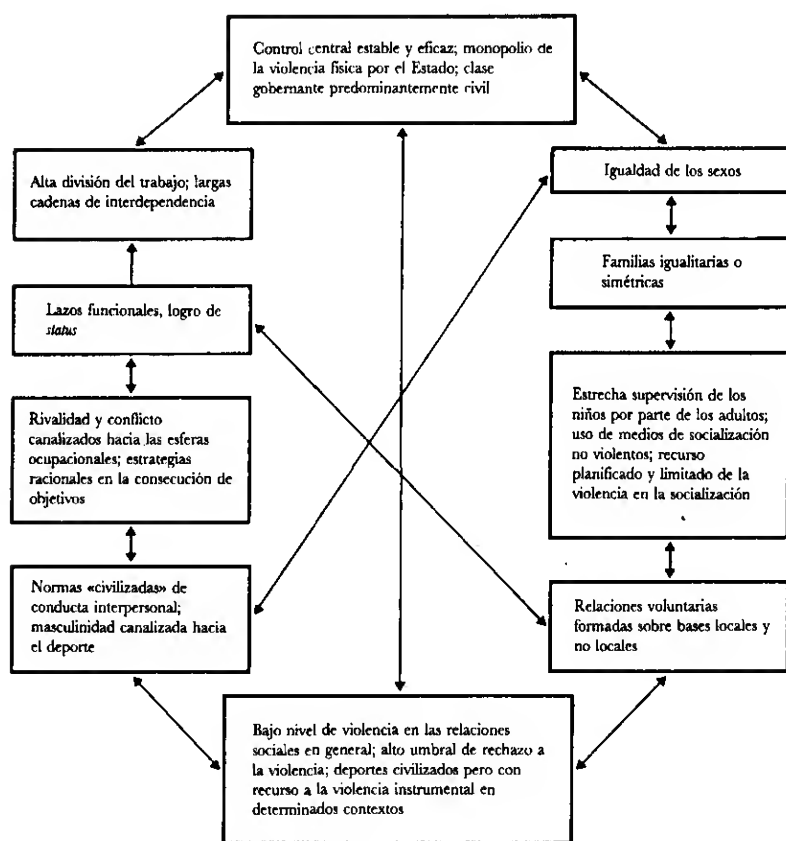 Control central estable y eficaz; monopolio de
la violencia física por el Estado; clase
gobernante predominantemente civil
Alta división del trabajo; largas
cadenas de interdependencia
Igualdad de los sexos
Lazos funcionales, logro de
status
Familias igualitarias o
simétricas
Rivalidad y conflicto
canalizados hacia las esferas
ocupacionales; estrategias
racionales en la consecución de
objetivos
Estrecha supervisión de los
niños por parte de los adultos;
uso de medios de socialización
no violentos; recurso
planificado y limitado de la
violencia en la socialización
Normas «civilizadas» de
conducta interpersonal;
masculinidad canalizada hacia
el deporte
Relaciones voluntarias
formadas sobre bases locales y
no locales
Bajo nivel de violencia en las relaciones
sociales en general; alto umbral de rechazo a
la violencia; deportes civilizados pero con
recurso a la violencia instrumental en
determinados contextos